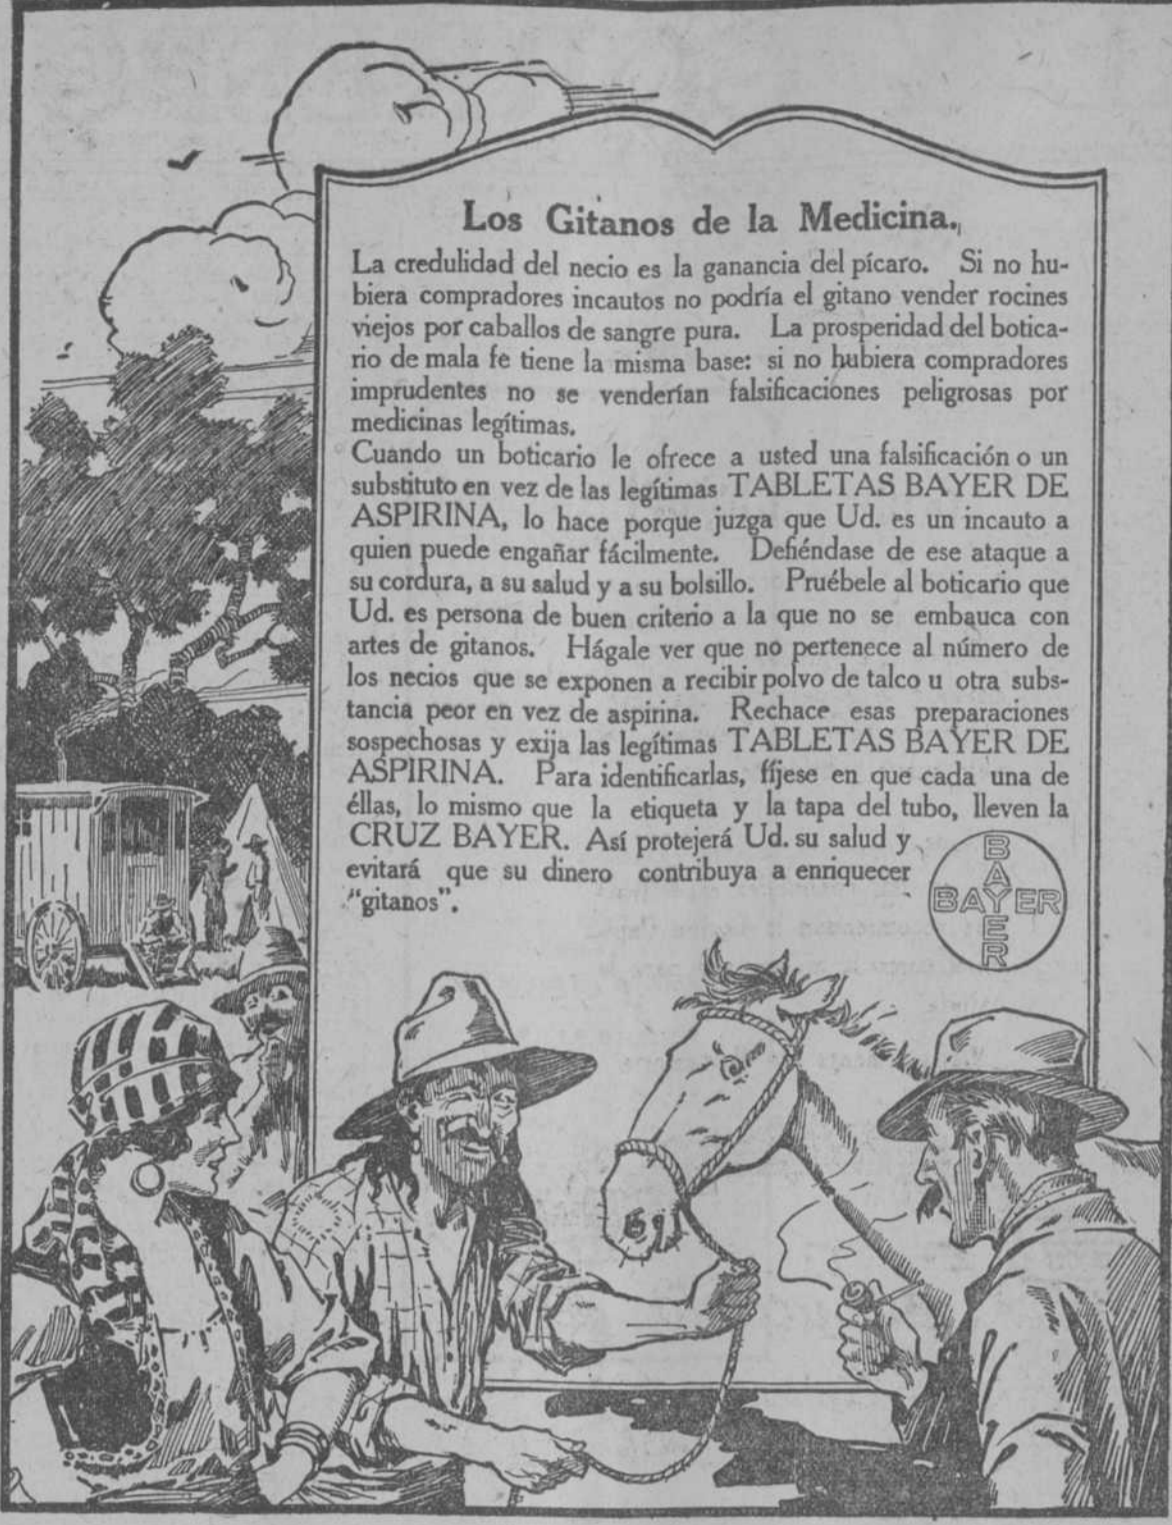 Los Gitanos de la Medicina.
La credulidad del necio es la ganancia del pícaro. Si no hu-
biera compradores incautos no podría el gitano vender rocines
viejos por caballos de sangre pura. La prosperidad del botica-
rio de mala fe tiene la misma base: si no hubiera compradores
imprudentes no se venderían falsificaciones peligrosas por
medicinas legítimas.
Cuando un boticario le ofrece a usted una falsificación o un
substituto en vez de las legítimas TABLETAS BAYER DE
ASPIRINA, lo hace porque juzga que Ud. es un incauto a
quien puede engañar fácilmente. Defiéndase de ese ataque a
su cordura, a su salud y a su bolsillo. Pruébele al boticario que
Ud. es persona de buen criterio a la que no se embauca con
artes de gitanos. Hágale ver que no pertenece al número de
los necios que se exponen a recibir polvo de talco u otra subs-
tancia peor en vez de aspirina. Rechace esas preparaciones
sospechosas y exija las legítimas TABLETAS BAYER DE
ASPIRINA. Para identificarlas, fíjese en que cada una de
éllas, lo mismo que la etiqueta y la tapa del tubo, lleven la
CRUZ BAYER. Así protejerá Ud. su salud y
evitará que su dinero contribuya a enriquecer
"gitanos".
BAYER
BAYER